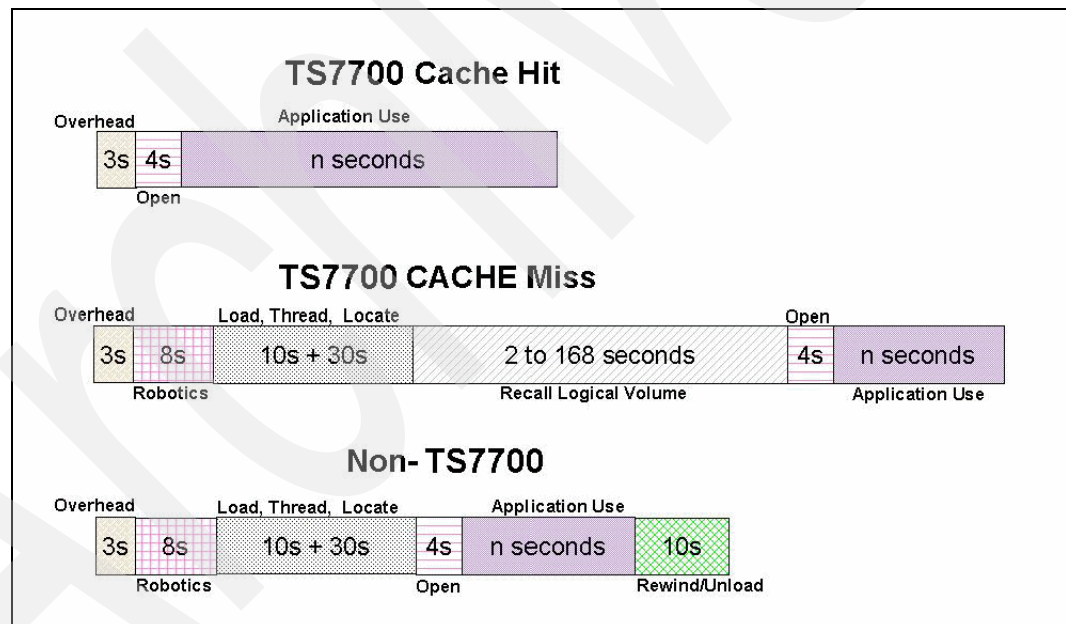 TS7700 Cache Hit
Overhead
Application Use
3s 4s n seconds
Open
TS7700 CACHE Miss
Overhead
Load, Thread, Locate
Open
3s 8s 10s + 30s 2 to 168 seconds 4s n seconds
Robotics
Recall Logical Volume
Application Use
Non- TS7700
Overhead
Load, Thread, Locate
Application Use
3s 8s 10s + 30s 4s n seconds 10s
Robotics
Open
Rewind/Unload